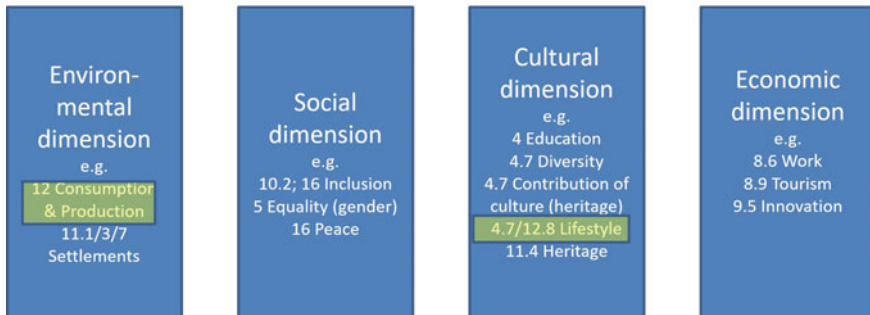 Environ-
mental
dimension
e.g.
12 Consumption
& Production
11.1/3/7
Settlements
Social
dimension
e.g.
10.2; 16 Inclusion
5 Equality (gender)
16 Peace
Cultural
dimension
e.g.
4 Education
4.7 Diversity
4.7 Contribution of
culture (heritage)
4.7/12.8 Lifestyle
11.4 Heritage
Economic
dimension
e.g.
8.6 Work
8.9 Tourism
9.5 Innovation